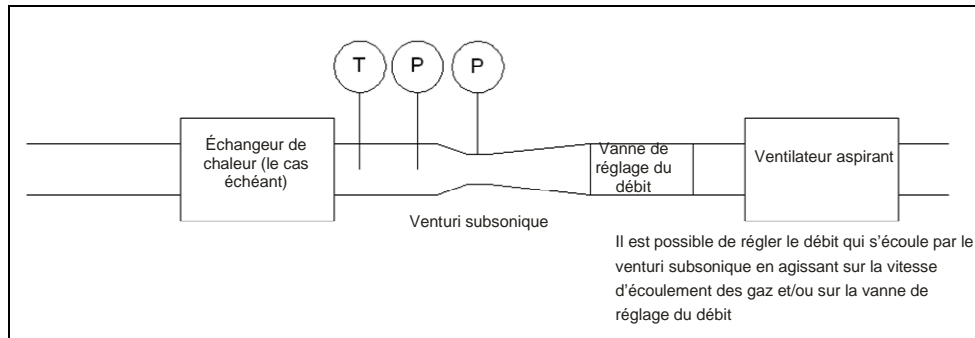 T
P
P
Échangeur de
chaleur (le cas
échéant)
Vanne de
réglage du
débit
Ventilateur aspirant
Venturi subsonique
Il est possible de régler le débit qui s’écoule par le
venturi subsonique en agissant sur la vitesse
d’écoulement des gaz et/ou sur la vanne de
réglage du débit